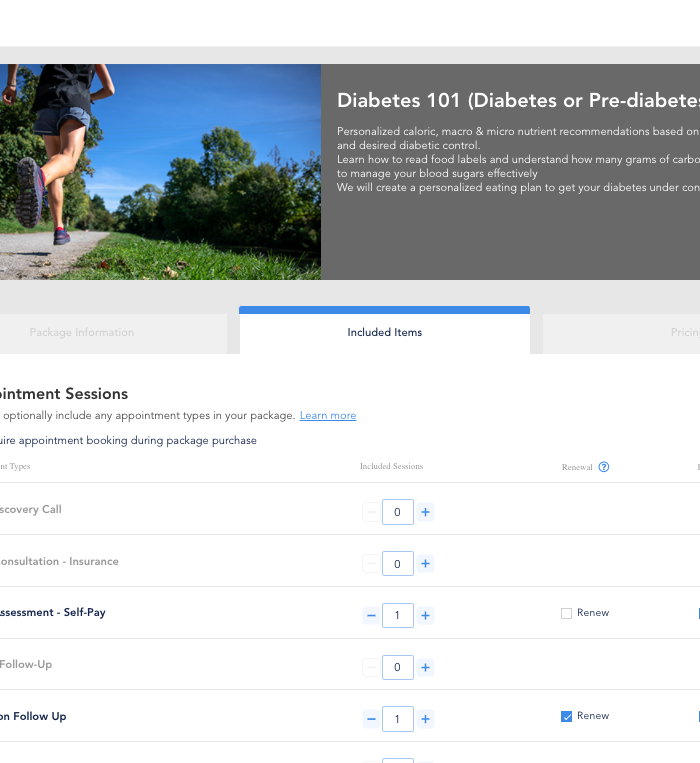 Diabetes 101 (Diabetes or Pre-diabetes
Personalized caloric, macro & micro nutrient recommendations based on
and desired diabetic control.
Learn how to read food labels and understand how many grams of carbo
to manage your blood sugars effectively
We will create a personalized eating plan to get your diabetes under con
Package Information
Included Items
Pricin
ointment Sessions
optionally include any appointment types in your package. Learn more
uire appointment booking during package purchase
nt Types
Included Sessions
Renewal ?
scovery Call
0
onsultation - Insurance
0
ssessment - Self-Pay
1
Renew
Follow-Up
0
on Follow Up
1
Renew